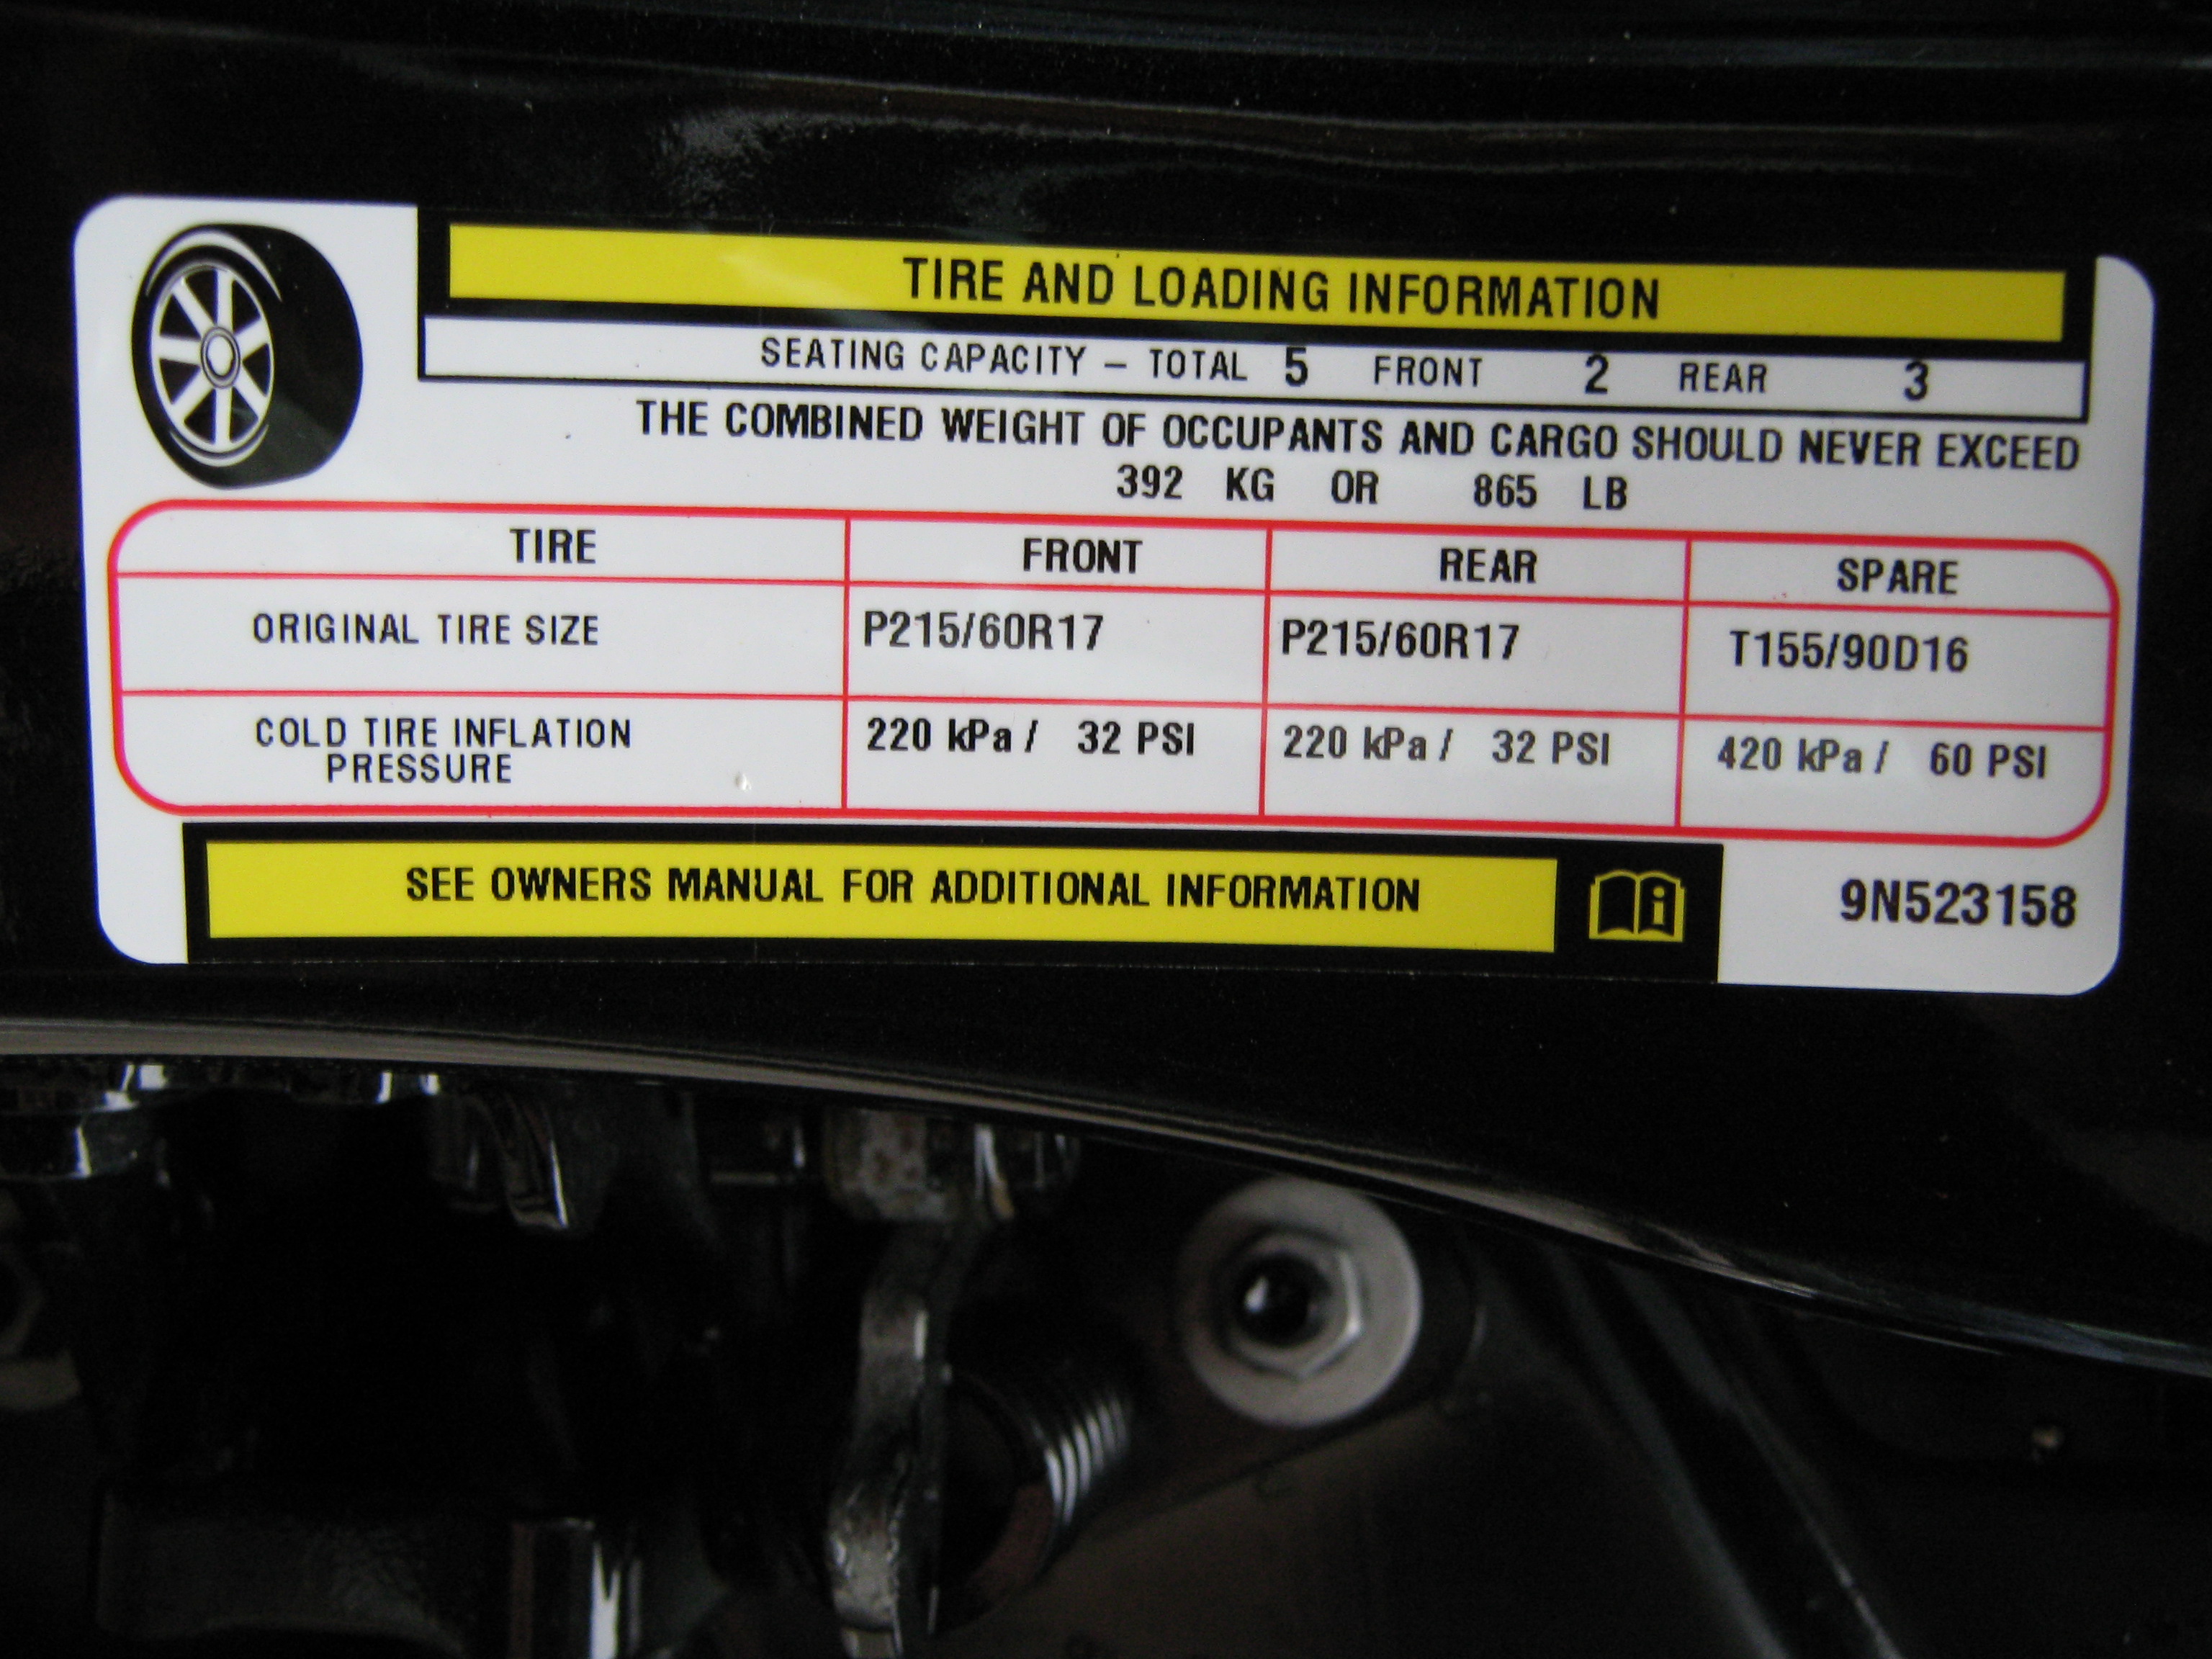 TIRE AND LOADING INFORMATION
SEATING CAPACITY – TOTAL 5 FRONT 2 REAR 3
THE COMBINED WEIGHT OF OCCUPANTS AND CARGO SHOULD NEVER EXCEED
392 KG OR 865 LB
TIRE FRONT REAR SPARE
ORIGINAL TIRE SIZE P215/60R17 P215/60R17 T155/90D16
COLD TIRE INFLATION 220 kPa / 32 PSI 220 kPa / 32 PSI 420 kPa / 60 PSI
PRESSURE
SEE OWNERS MANUAL FOR ADDITIONAL INFORMATION i 9N523158